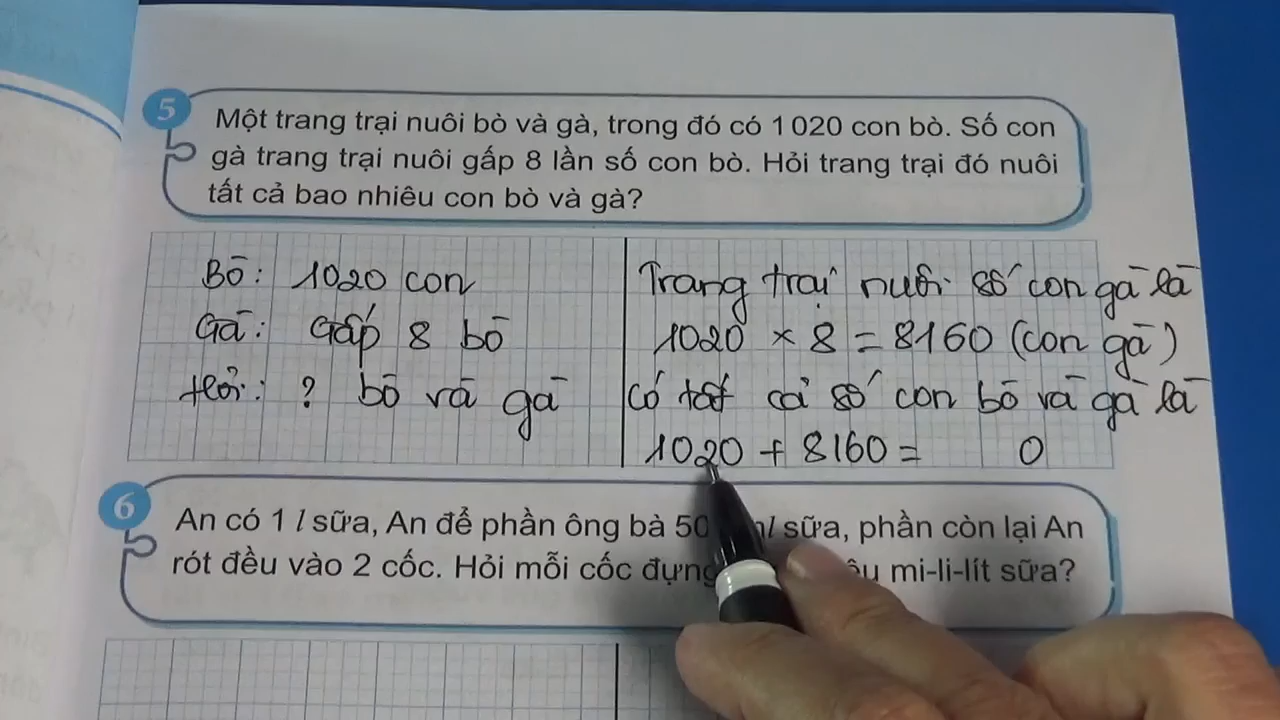 5
Một trang trại nuôi bò và gà, trong đó có 1 020 con bò. Số con
gà trang trại nuôi gấp 8 lần số con bò. Hỏi trang trại đó nuôi
tất cả bao nhiêu con bò và gà?
Bò: 1020 con
Gà: Gấp 8 bò
Hỏi: ? bò và gà
Trang trại nuôi số con gà là
1020 × 8 = 8160 (con gà)
Có tất cả số con bò và gà là
1020 + 8160 = 0
6
An có 1 l sữa, An để phần ông bà 50 ml sữa, phần còn lại An
rót đều vào 2 cốc. Hỏi mỗi cốc đựng mi-li-lít sữa?